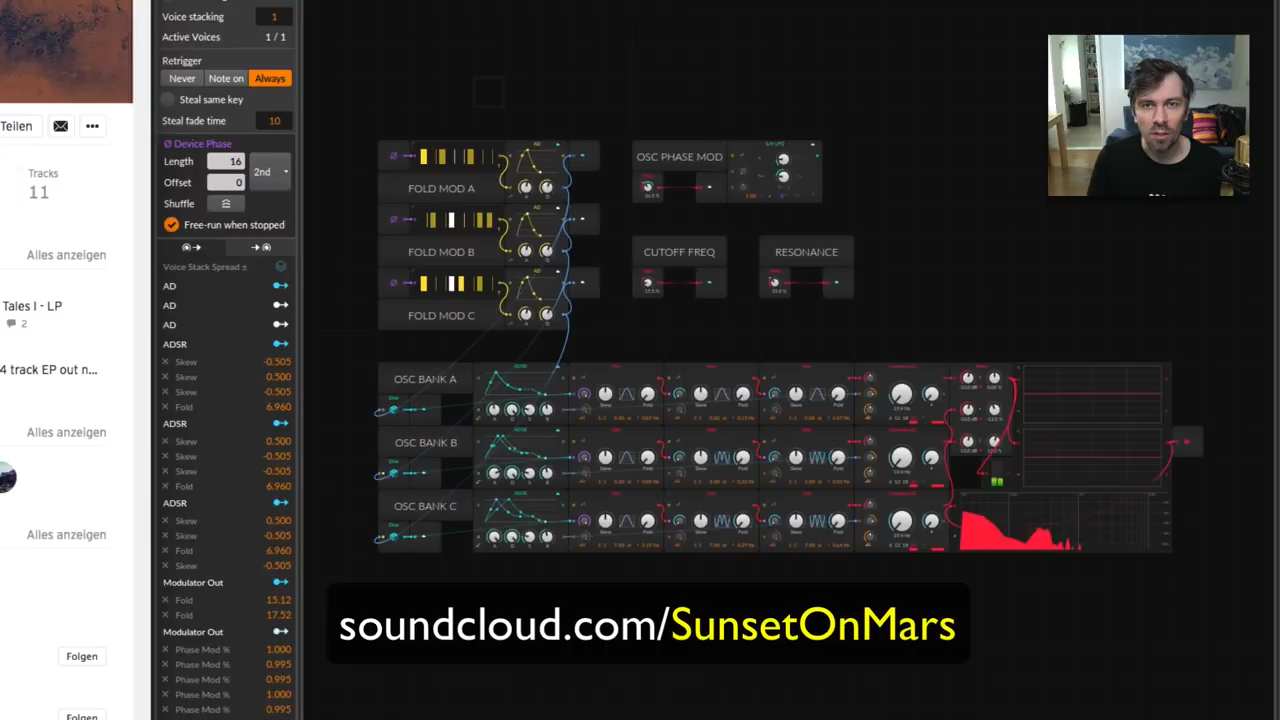 Teilen
Tracks
11
Alles anzeigen
Tales I - LP
2
4 track EP out n...
Alles anzeigen
Alles anzeigen
Folgen
Folgen
Voice stacking 1
Active Voices 1 / 1
Retrigger
Never Note on Always
Steal same key
Steal fade time 10
Device Phase
Length 16
2nd
Offset 0
Shuffle
Free-run when stopped
Voice Stack Spread ±
AD
AD
AD
ADSR
Skew -0.505
Skew 0.500
Skew -0.505
Fold 6.960
ADSR
Skew 0.500
Skew -0.505
Skew -0.505
Fold 6.960
ADSR
Skew 0.500
Skew -0.505
Fold 6.960
Skew -0.505
Modulator Out
Fold 15.12
Fold 17.52
Modulator Out
Phase Mod % 1.000
Phase Mod % 0.995
Phase Mod % 0.995
Phase Mod % 1.000
Phase Mod % 0.995
FOLD MOD A
FOLD MOD B
FOLD MOD C
AD
AD
AD
OSC PHASE MOD
CUTOFF FREQ
RESONANCE
OSC BANK A
OSC BANK B
OSC BANK C
soundcloud.com/SunsetOnMars